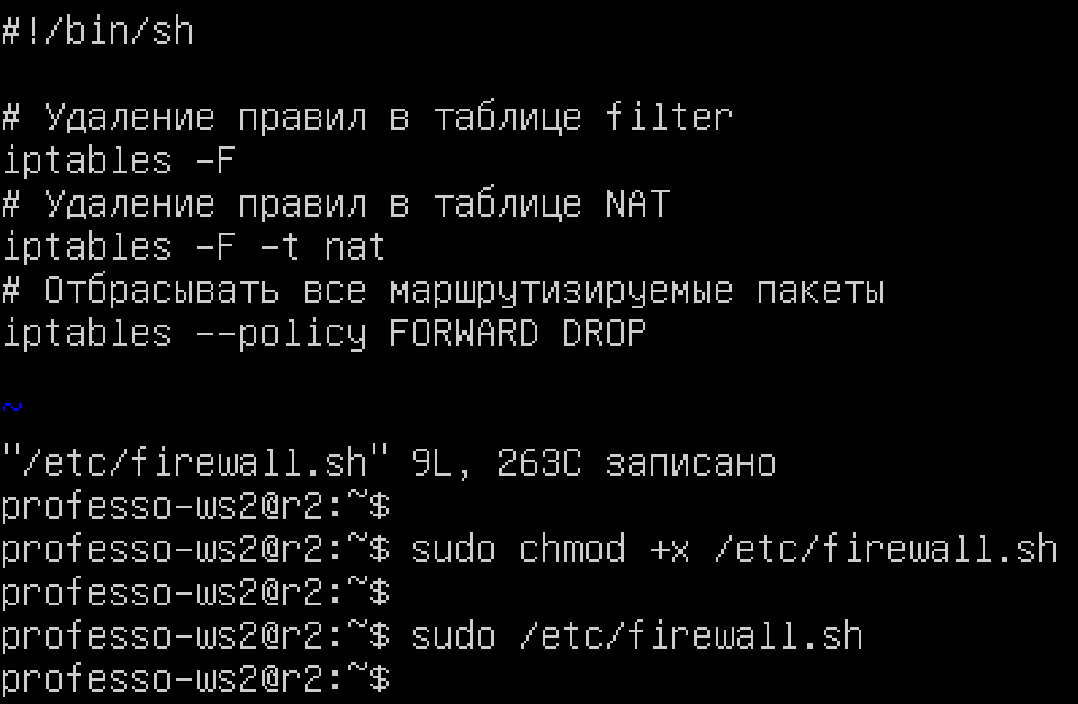 #!/bin/sh
# Удаление правил в таблице filter
iptables -F
# Удаление правил в таблице NAT
iptables -F -t nat
# Отбрасывать все маршрутизируемые пакеты
iptables --policy FORWARD DROP
~
"/etc/firewall.sh" 9L, 263C записано
professo-ws2@r2:~$
professo-ws2@r2:~$ sudo chmod +x /etc/firewall.sh
professo-ws2@r2:~$
professo-ws2@r2:~$ sudo /etc/firewall.sh
professo-ws2@r2:~$